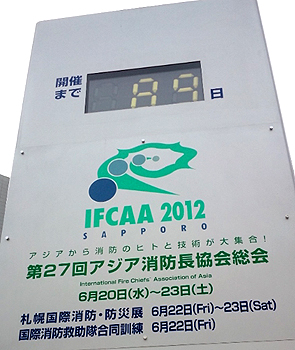 開催
まで 89 日
IFCAA 2012
SAPPORO
アジアから消防のヒトと技術が大集合！
第27回アジア消防長協会総会
International Fire Chiefs' Association of Asia
6月20日(水)～23日(土)
札幌国際消防・防災展 6月22日(Fri)～23日(Sat)
国際消防救助隊合同訓練 6月22日(Fri)